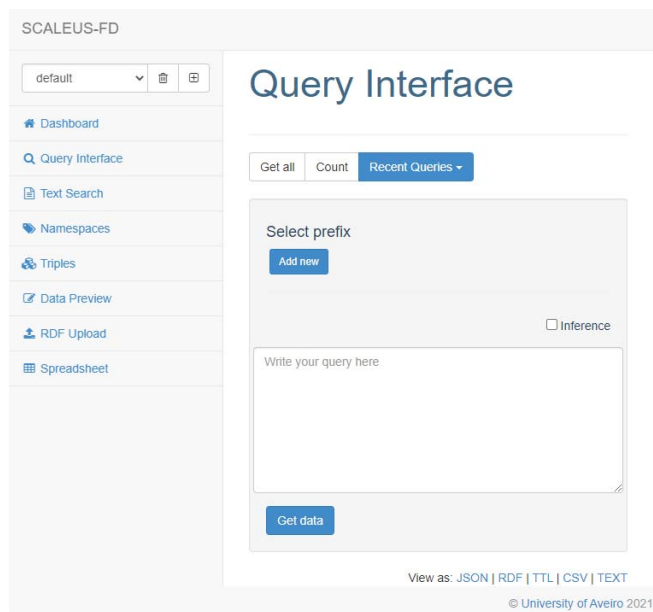 SCALEUS-FD
default
Dashboard
Query Interface
Text Search
Namespaces
Triples
Data Preview
RDF Upload
Spreadsheet
Query Interface
Get all Count Recent Queries
Select prefix
Add new
Inference
Write your query here
Get data
View as: JSON | RDF | TTL | CSV | TEXT
© University of Aveiro 2021